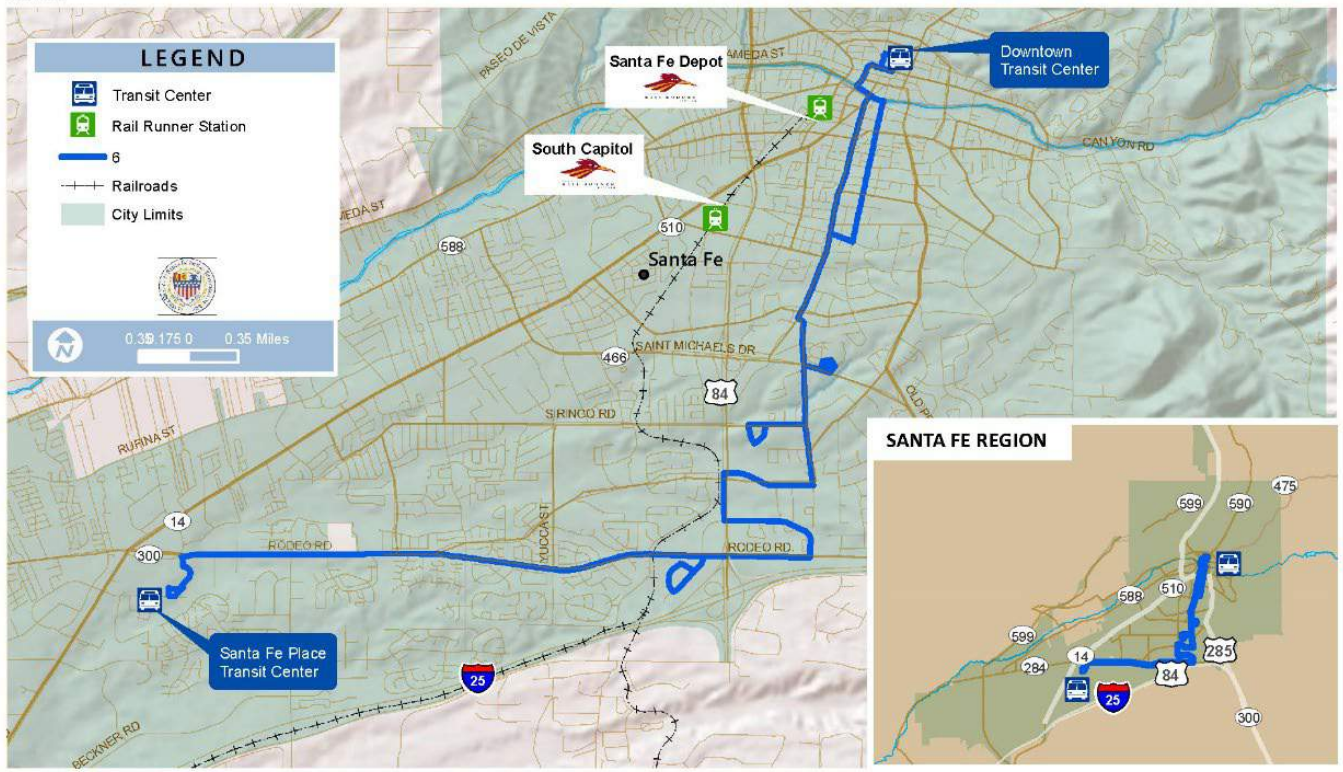 LEGEND
Transit Center
Rail Runner Station
6
Railroads
City Limits
N
0.35 0.175 0 0.35 Miles
PASEO DE VISTA
AMEDA ST
Santa Fe Depot
Downtown
Transit Center
South Capitol
CANYON RD
MEDA ST
588
510
Santa Fe
466
SAINT MICHAELS DR
84
SIRINGO RD
RUFINA ST
14
300
RODEO RD
YUCCA ST
RODEO RD
Santa Fe Place
Transit Center
25
BECKNER RD
SANTA FE REGION
475
599
590
588
510
599
284
14
84
285
25
300